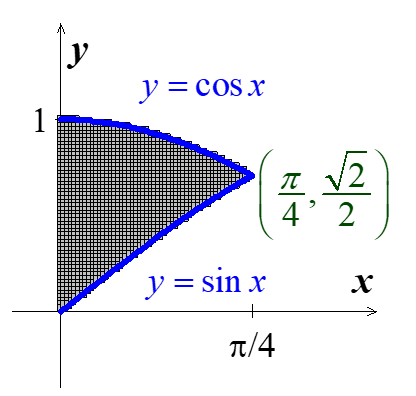 y
y = cos x
1
(π/4, √2/2)
y = sin x
x
π/4